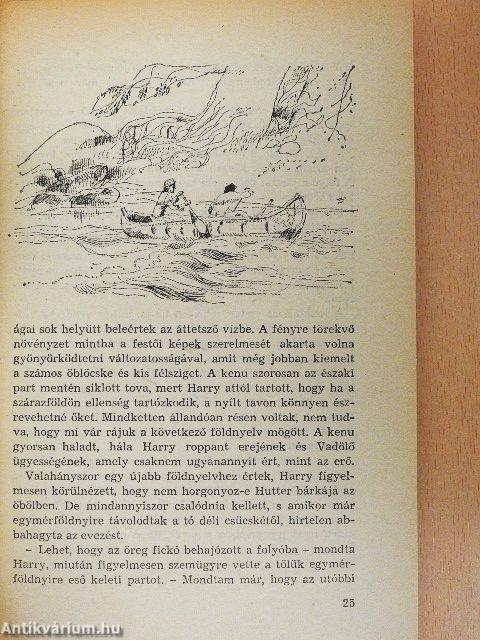 ágai sok helyütt beleértek az áttetsző vízbe. A fényre törekvő
növényzet mintha a festői képek szerelmesét akarta volna
gyönyörködtetni változatosságával, amit még jobban kiemelt
a számos öblöcske és kis félsziget. A kenu szorosan az északi
part mentén siklott tova, mert Harry attól tartott, hogy ha a
szárazföldön ellenség tartózkodik, a nyílt tavon könnyen ész-
revehetné őket. Mindketten állandóan résen voltak, nem tud-
va, hogy mi vár rájuk a következő földnyelv mögött. A kenu
gyorsan haladt, hála Harry roppant erejének és Vadölő
ügyességének, amely csaknem ugyanannyit ért, mint az erő.
Valahányszor egy újabb földnyelvhez értek, Harry figyel-
mesen körülnézett, hogy nem horgonyoz-e Hutter bárkája az
öbölben. De mindannyiszor csalódnia kellett, s amikor már
egymérföldnyire távolodtak a tó déli csücskétől, hirtelen ab-
bahagyta az evezést.
– Lehet, hogy az öreg fickó behajózott a folyóba – mondta
Harry, miután figyelmesen szemügyre vette a tőlük egymér-
földnyire eső keleti partot. – Mondtam már, hogy az utóbbi
25
Antikvárium.hu